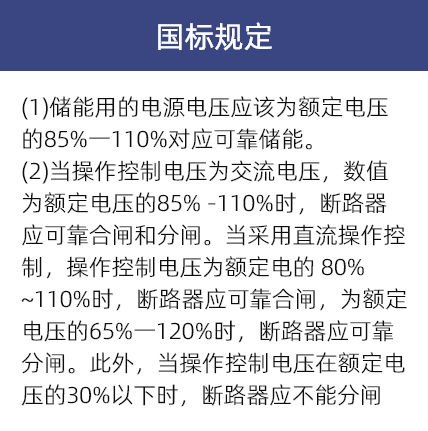 国标规定
(1)储能用的电源电压应该为额定电压
的85%—110%对应可靠储能。
(2)当操作控制电压为交流电压，数值
为额定电压的85% -110%时，断路器
应可靠合闸和分闸。当采用直流操作控
制，操作控制电压为额定电的 80%
~110%时，断路器应可靠合闸，为额定
电压的65%—120%时，断路器应可靠
分闸。此外，当操作控制电压在额定电
压的30%以下时，断路器应不能分闸